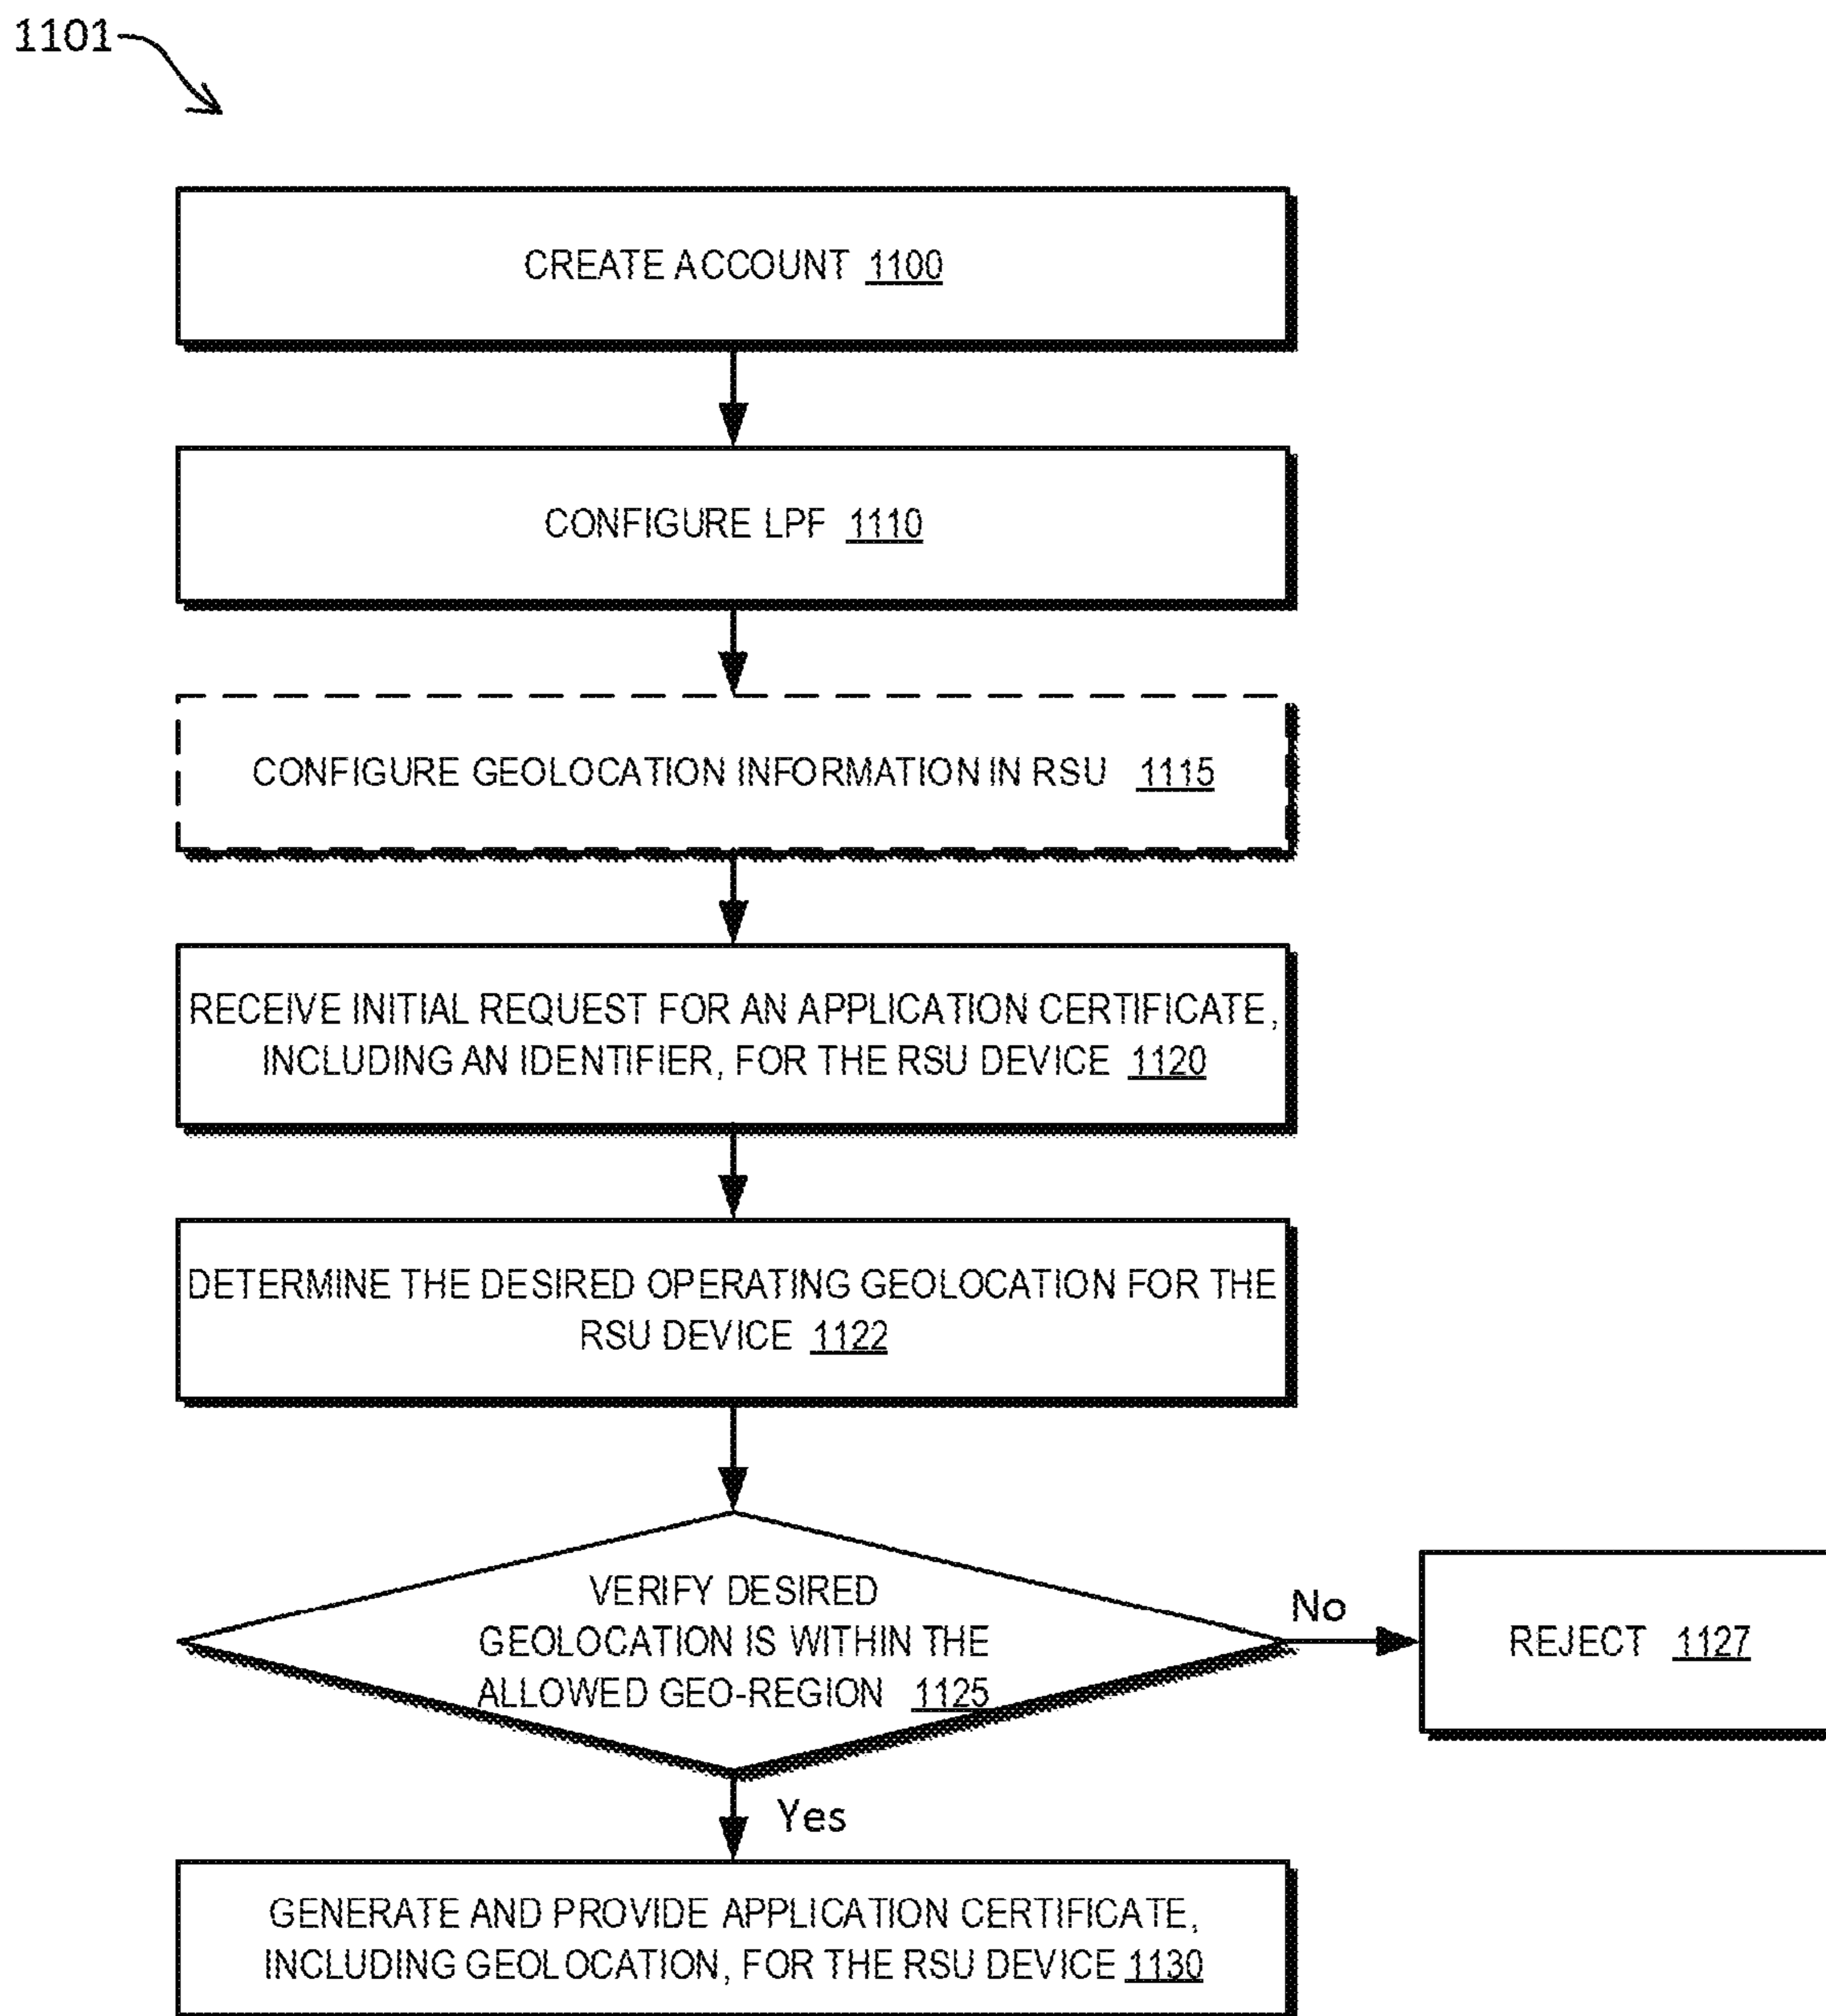 1101
CREATE ACCOUNT 1100
CONFIGURE LPF 1110
CONFIGURE GEOLOCATION INFORMATION IN RSU 1115
RECEIVE INITIAL REQUEST FOR AN APPLICATION CERTIFICATE,
INCLUDING AN IDENTIFIER, FOR THE RSU DEVICE 1120
DETERMINE THE DESIRED OPERATING GEOLOCATION FOR THE
RSU DEVICE 1122
VERIFY DESIRED
GEOLOCATION IS WITHIN THE
ALLOWED GEO-REGION 1125
No
REJECT 1127
Yes
GENERATE AND PROVIDE APPLICATION CERTIFICATE,
INCLUDING GEOLOCATION, FOR THE RSU DEVICE 1130